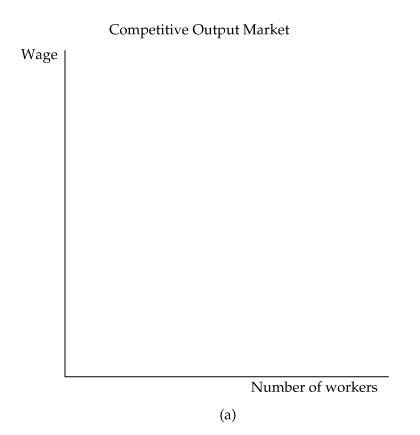 Competitive Output Market
Wage
Number of workers
(a)